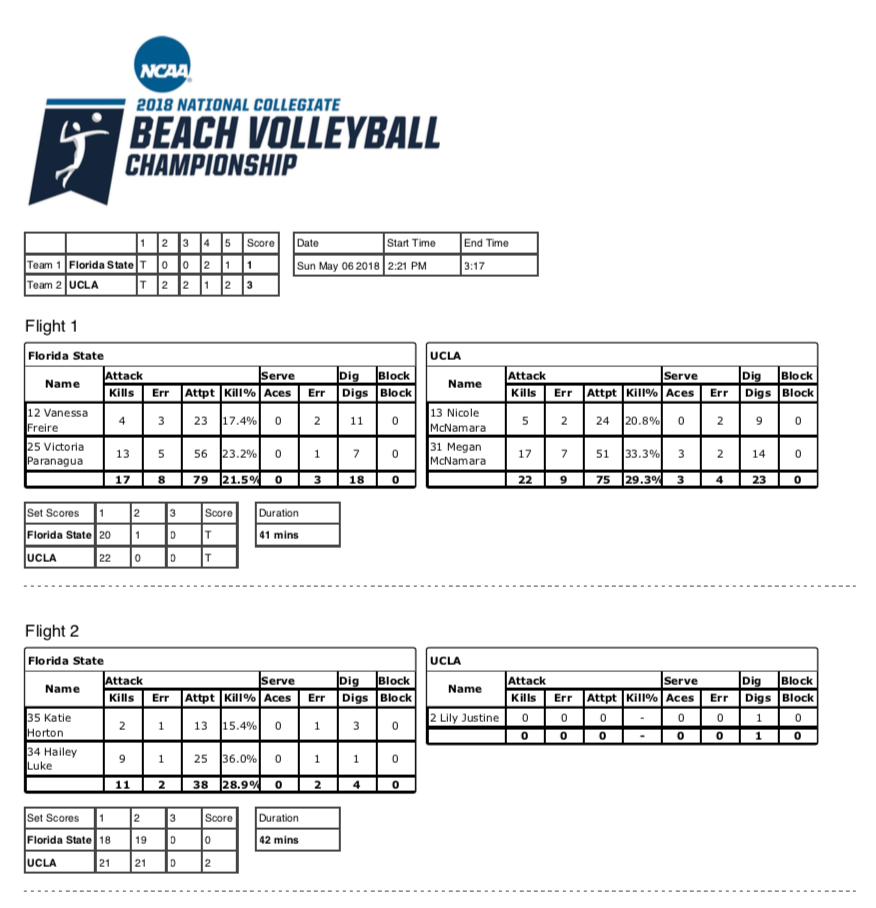 NCAA
2018 NATIONAL COLLEGIATE
BEACH VOLLEYBALL
CHAMPIONSHIP
1 2 3 4 5 Score
Team 1 Florida State T 0 0 2 1 1
Team 2 UCLA T 2 2 1 2 3
Date Start Time End Time
Sun May 06 2018 2:21 PM 3:17
Flight 1
Florida State
Name Attack Serve Dig Block
Kills Err Attpt Kill% Aces Err Digs Block
12 Vanessa Freire 4 3 23 17.4% 0 2 11 0
25 Victoria Paranagua 13 5 56 23.2% 0 1 7 0
17 8 79 21.5% 0 3 18 0
UCLA
Name Attack Serve Dig Block
Kills Err Attpt Kill% Aces Err Digs Block
13 Nicole McNamara 5 2 24 20.8% 0 2 9 0
31 Megan McNamara 17 7 51 33.3% 3 2 14 0
22 9 75 29.3% 3 4 23 0
Set Scores 1 2 3 Score
Florida State 20 1 0 T
UCLA 22 0 0 T
Duration
41 mins
Flight 2
Florida State
Name Attack Serve Dig Block
Kills Err Attpt Kill% Aces Err Digs Block
35 Katie Horton 2 1 13 15.4% 0 1 3 0
34 Hailey Luke 9 1 25 36.0% 0 1 1 0
11 2 38 28.9% 0 2 4 0
UCLA
Name Attack Serve Dig Block
Kills Err Attpt Kill% Aces Err Digs Block
2 Lily Justine 0 0 0 - 0 0 1 0
0 0 0 - 0 0 1 0
Set Scores 1 2 3 Score
Florida State 18 19 0 0
UCLA 21 21 0 2
Duration
42 mins